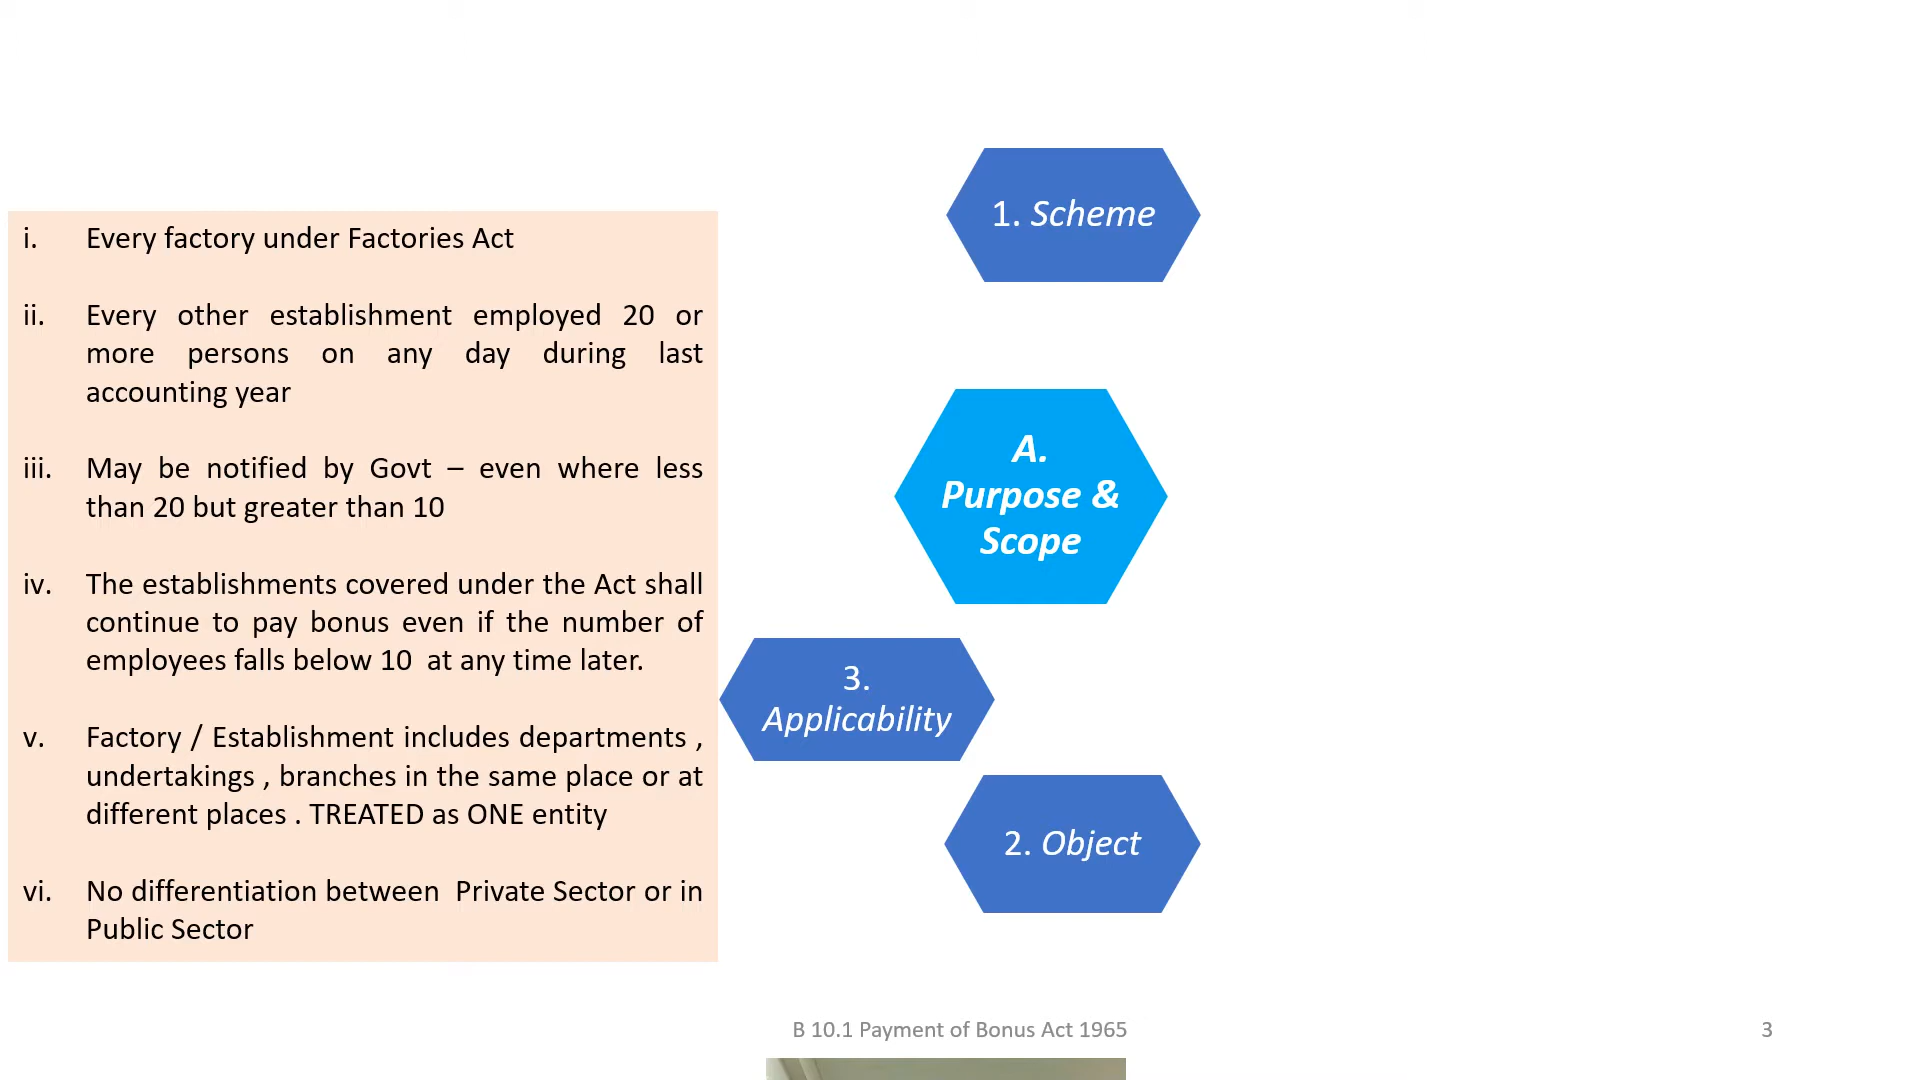 i. Every factory under Factories Act
ii. Every other establishment employed 20 or
more persons on any day during last
accounting year
iii. May be notified by Govt – even where less
than 20 but greater than 10
iv. The establishments covered under the Act shall
continue to pay bonus even if the number of
employees falls below 10 at any time later.
v. Factory / Establishment includes departments ,
undertakings , branches in the same place or at
different places . TREATED as ONE entity
vi. No differentiation between Private Sector or in
Public Sector
1. Scheme
A.
Purpose &
Scope
3.
Applicability
2. Object
B 10.1 Payment of Bonus Act 1965
3